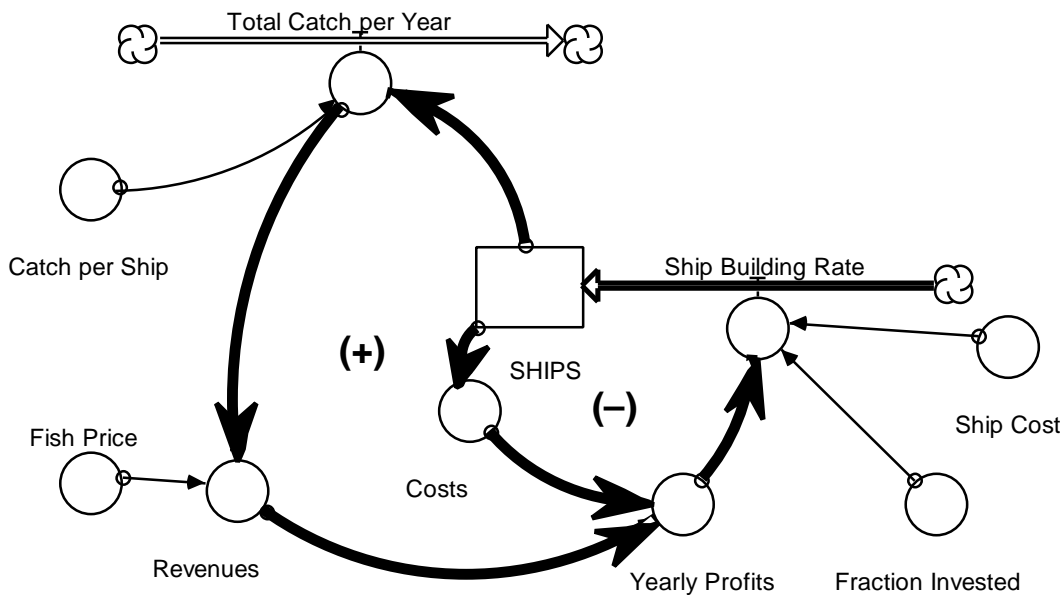 Total Catch per Year
Catch per Ship
Ship Building Rate
(+)
SHIPS
(–)
Ship Cost
Fish Price
Costs
Revenues
Yearly Profits
Fraction Invested